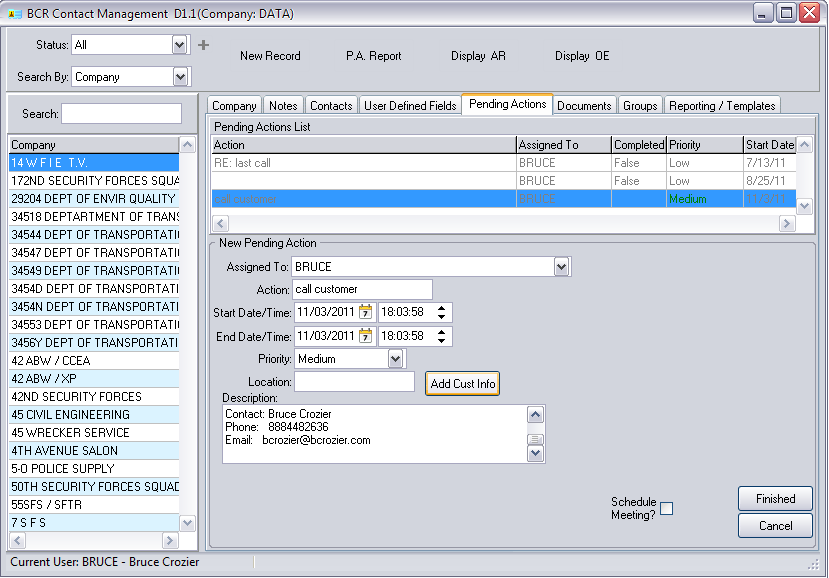 BCR Contact Management D1.1(Company: DATA)
Status: All
Search By: Company
New Record P.A. Report Display AR Display OE
Search:
Company
14 W F I E T.V.
172ND SECURITY FORCES SQUA
29204 DEPT OF ENVIR QUALITY
34518 DEPTARTMENT OF TRANS
34544 DEPT OF TRANSPORTATIO
34547 DEPT OF TRANSPORTATIO
34549 DEPT OF TRANSPORTATIO
3454D DEPT OF TRANSPORTATI
3454N DEPT OF TRANSPORTATI
34553 DEPT OF TRANSPORTATIO
3456Y DEPT OF TRANSPORTATI
42 ABW / CCEA
42 ABW / XP
42ND SECURITY FORCES
45 CIVIL ENGINEERING
45 WRECKER SERVICE
4TH AVENUE SALON
5-0 POLICE SUPPLY
50TH SECURITY FORCES SQUAD
55SFS / SFTR
7 S F S
Company Notes Contacts User Defined Fields Pending Actions Documents Groups Reporting / Templates
Pending Actions List
Action Assigned To Completed Priority Start Date
RE: last call BRUCE False Low 7/13/11
BRUCE False Low 8/25/11
customer BRUCE Medium
New Pending Action
Assigned To: BRUCE
Action: call customer
Start Date/Time: 11/03/2011 7 18:03:58
End Date/Time: 11/03/2011 7 18:03:58
Priority: Medium
Location: Add Cust Info
Description:
Contact: Bruce Crozier
Phone: 8884482636
Email: bcrozier@bcrozier.com
Schedule
Meeting?
Finished
Cancel
Current User: BRUCE - Bruce Crozier